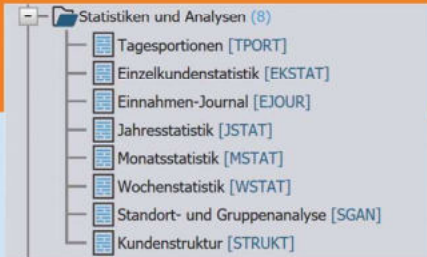 Statistiken und Analysen (8)
Tagesportionen [TPORT]
Einzelkundenstatistik [EKSTAT]
Einnahmen-Journal [EJOUR]
Jahresstatistik [JSTAT]
Monatsstatistik [MSTAT]
Wochenstatistik [WSTAT]
Standort- und Gruppenanalyse [SGAN]
Kundenstruktur [STRUKT]